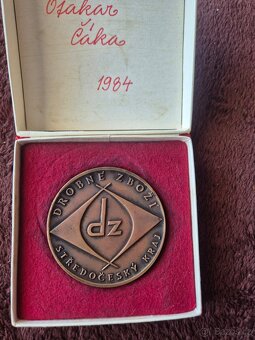 Otakar
Čáka
1984
DROBNÉ ZBOŽÍ
dz
STŘEDOČESKÝ KRAJ